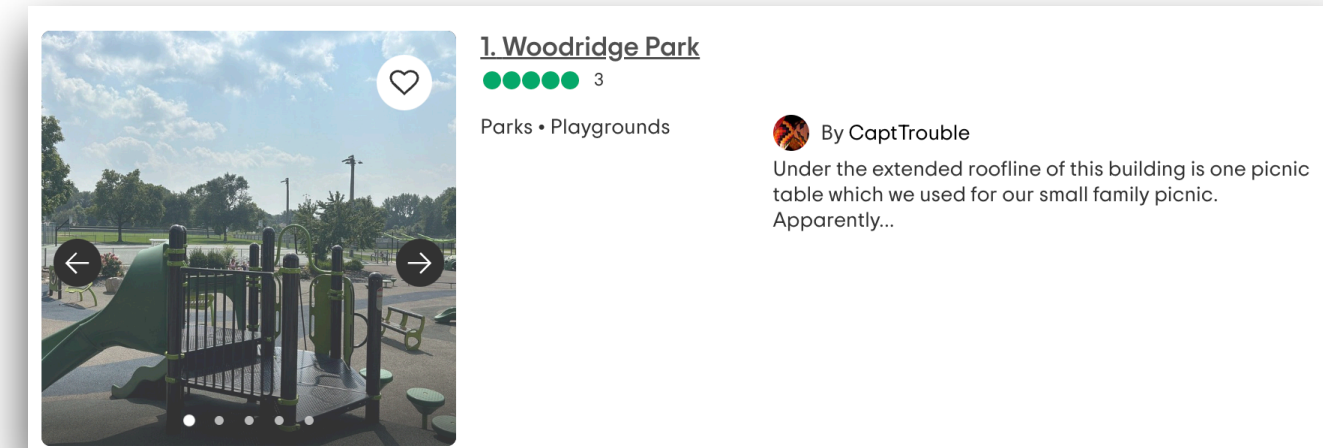 1. Woodridge Park
3
Parks • Playgrounds
By CaptTrouble
Under the extended roofline of this building is one picnic
table which we used for our small family picnic.
Apparently...